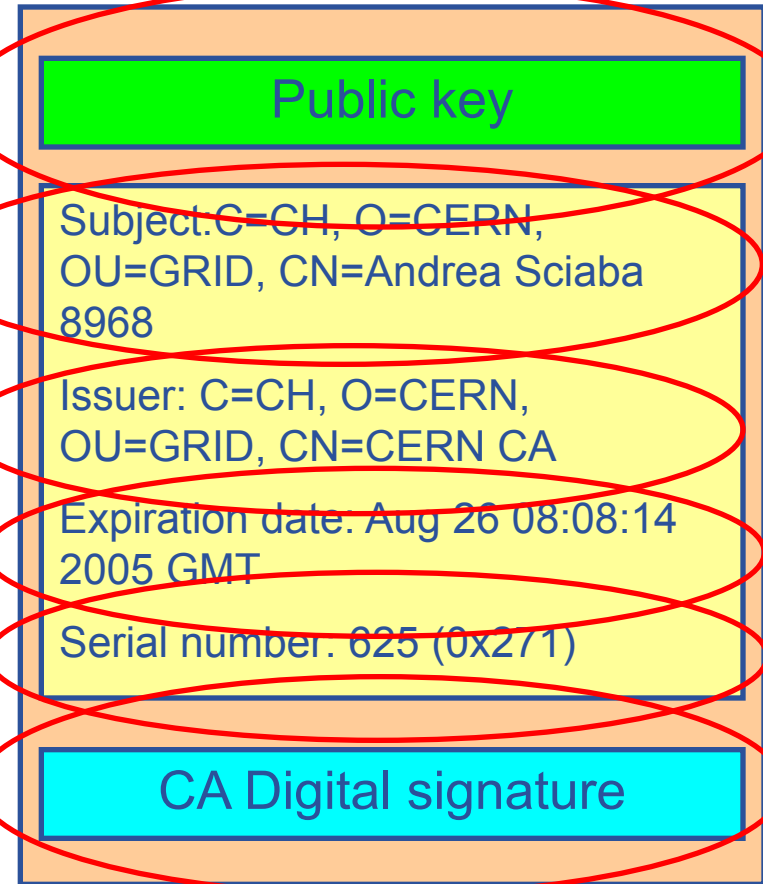 Public key
Subject:C=CH, O=CERN,
OU=GRID, CN=Andrea Sciaba
8968
Issuer: C=CH, O=CERN,
OU=GRID, CN=CERN CA
Expiration date: Aug 26 08:08:14
2005 GMT
Serial number: 625 (0x271)
CA Digital signature